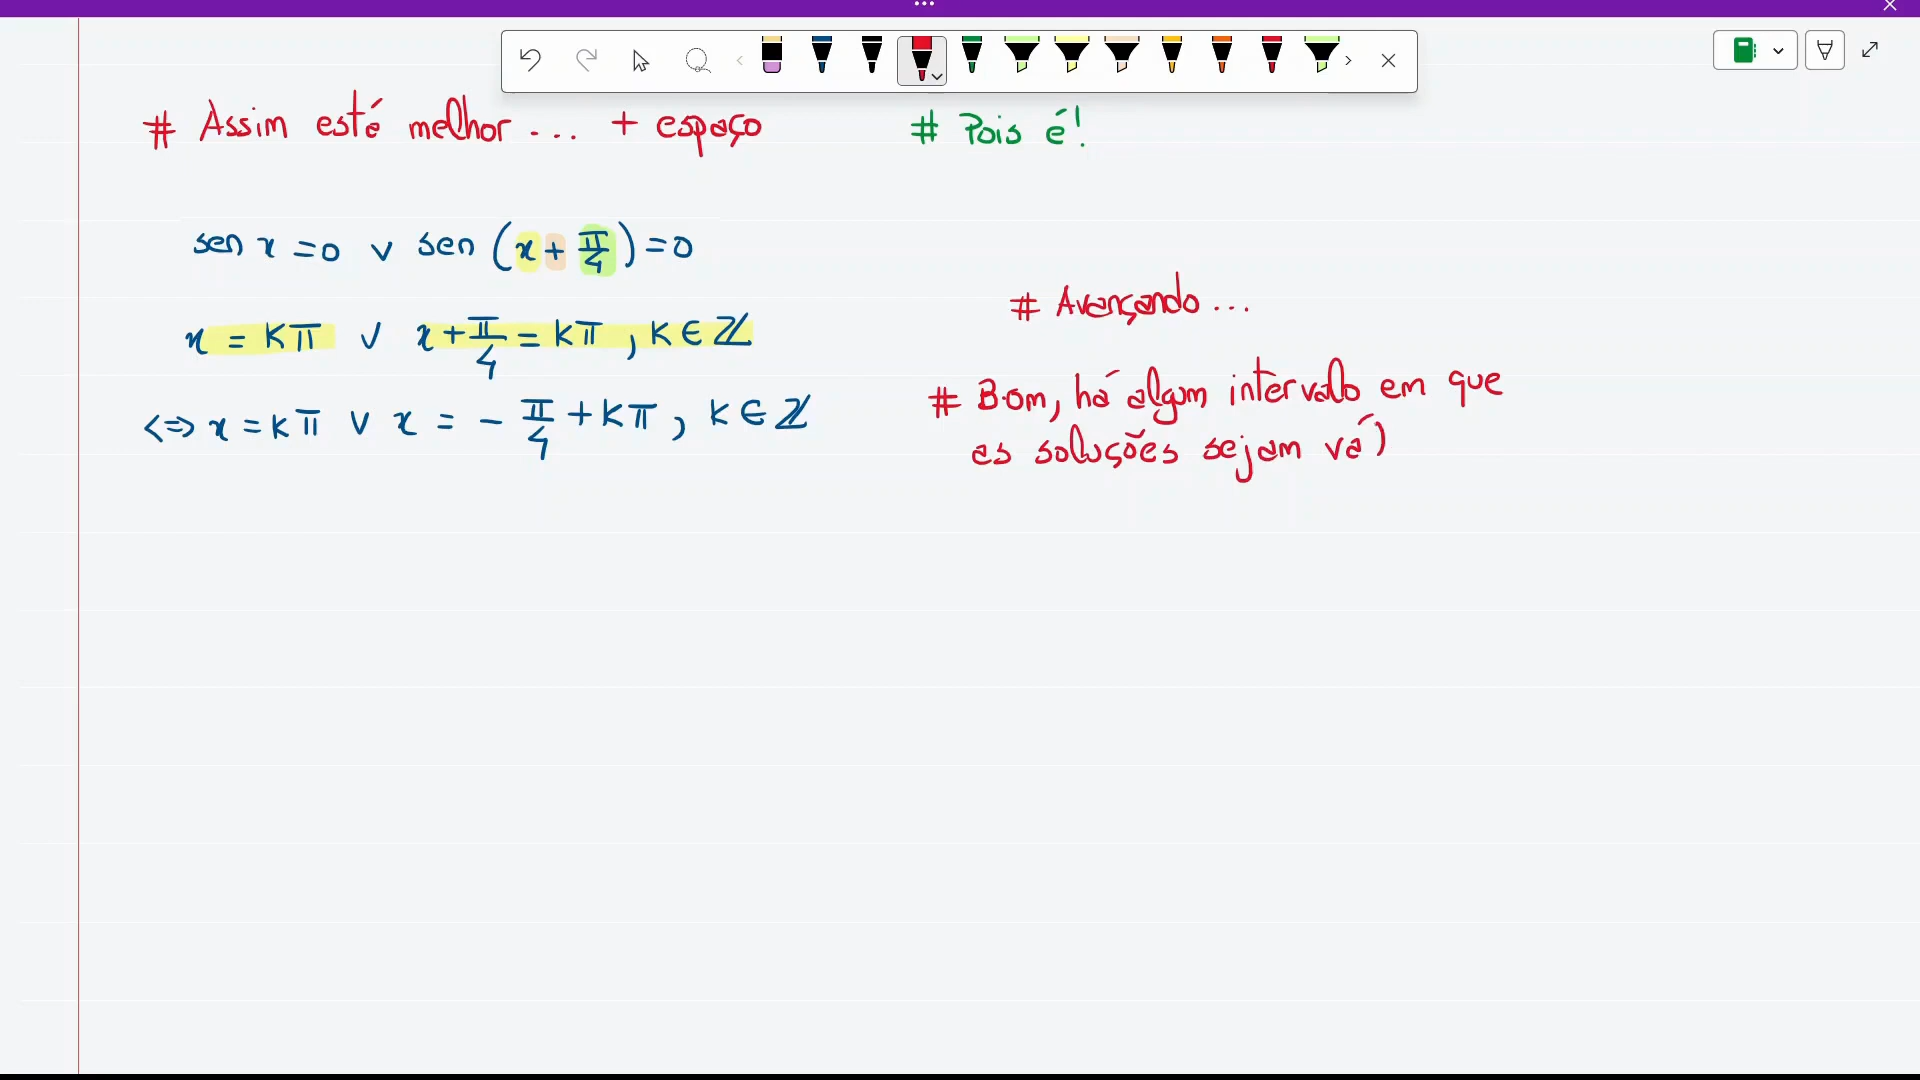 # Assim está melhor... + espaço
# Pois é!
sen x = 0 ∨ sen (x + π/4) = 0
# Avançando...
x = kπ ∨ x + π/4 = kπ, k ∈ ℤ
# Bom, há algum intervalo em que
as soluções sejam vá)
<=> x = kπ ∨ x = - π/4 + kπ, k ∈ ℤ